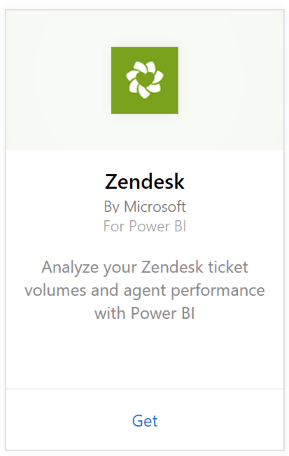 Zendesk
By Microsoft
For Power BI
Analyze your Zendesk ticket
volumes and agent performance
with Power BI
Get